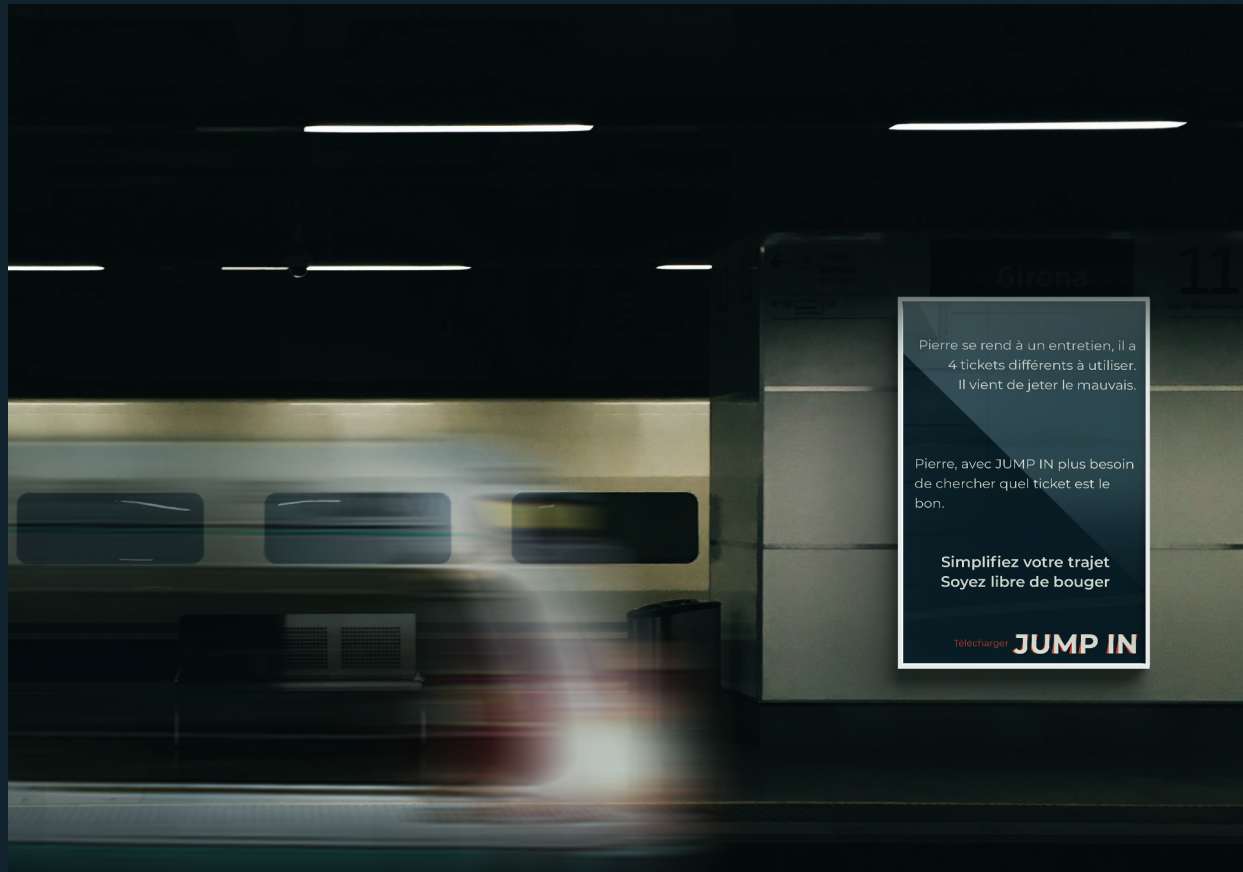 Girona
11
Pierre se rend à un entretien, il a
4 tickets différents à utiliser.
Il vient de jeter le mauvais.
Pierre, avec JUMP IN plus besoin
de chercher quel ticket est le
bon.
Simplifiez votre trajet
Soyez libre de bouger
Télécharger JUMP IN